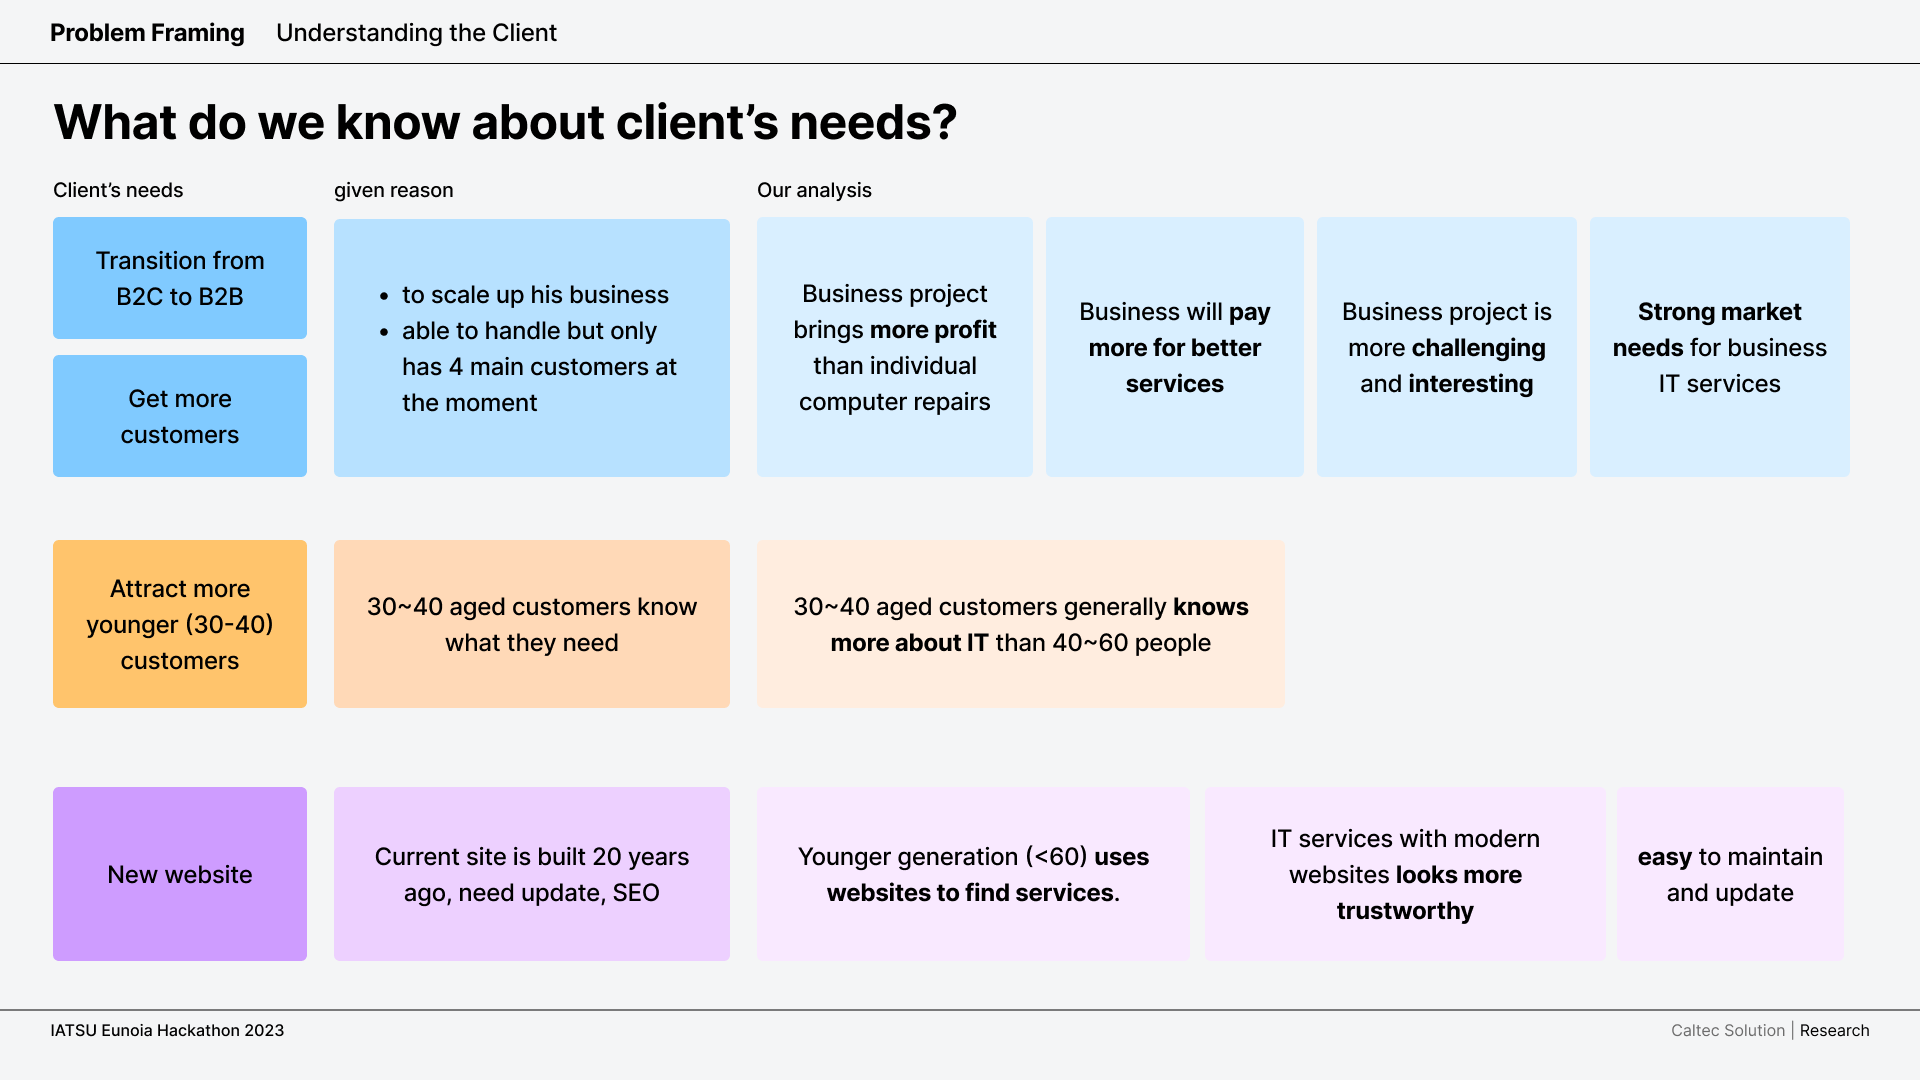 Problem Framing Understanding the Client
What do we know about client’s needs?
Client’s needs
given reason
Our analysis
Transition from
B2C to B2B
Get more
customers
• to scale up his business
• able to handle but only
has 4 main customers at
the moment
Business project
brings more profit
than individual
computer repairs
Business will pay
more for better
services
Business project is
more challenging
and interesting
Strong market
needs for business
IT services
Attract more
younger (30-40)
customers
30~40 aged customers know
what they need
30~40 aged customers generally knows
more about IT than 40~60 people
New website
Current site is built 20 years
ago, need update, SEO
Younger generation (<60) uses
websites to find services.
IT services with modern
websites looks more
trustworthy
easy to maintain
and update
IATSU Eunoia Hackathon 2023
Caltec Solution | Research